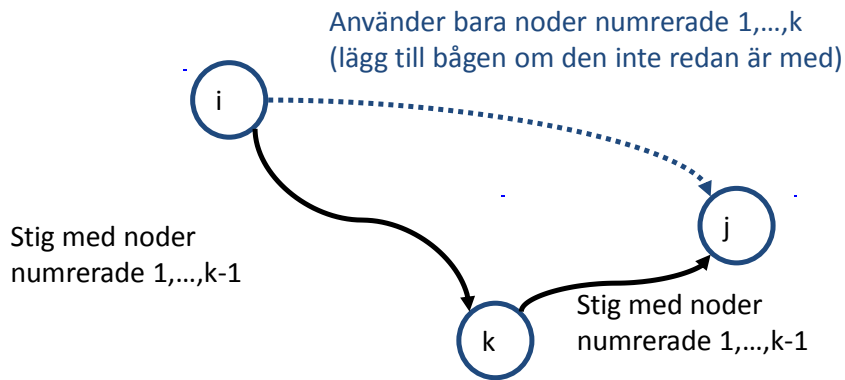 Använder bara noder numrerade 1,...,k
(lägg till bågen om den inte redan är med)
i
j
Stig med noder
numrerade 1,...,k-1
k
Stig med noder
numrerade 1,...,k-1